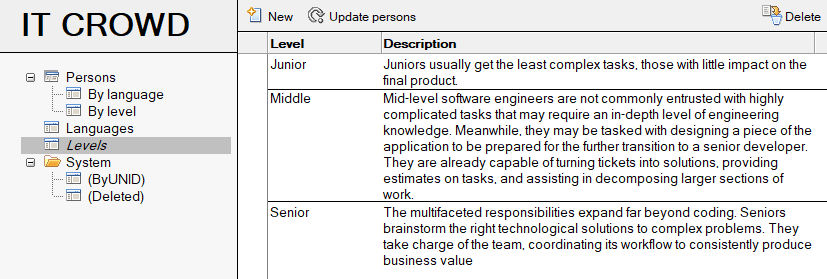 IT CROWD
Persons
By language
By level
Languages
Levels
System
(ByUNID)
(Deleted)
New
Update persons
Delete
Level
Description
Junior
Juniors usually get the least complex tasks, those with little impact on the
final product.
Middle
Mid-level software engineers are not commonly entrusted with highly
complicated tasks that may require an in-depth level of engineering
knowledge. Meanwhile, they may be tasked with designing a piece of the
application to be prepared for the further transition to a senior developer.
They are already capable of turning tickets into solutions, providing
estimates on tasks, and assisting in decomposing larger sections of
work.
Senior
The multifaceted responsibilities expand far beyond coding. Seniors
brainstorm the right technological solutions to complex problems. They
take charge of the team, coordinating its workflow to consistently produce
business value